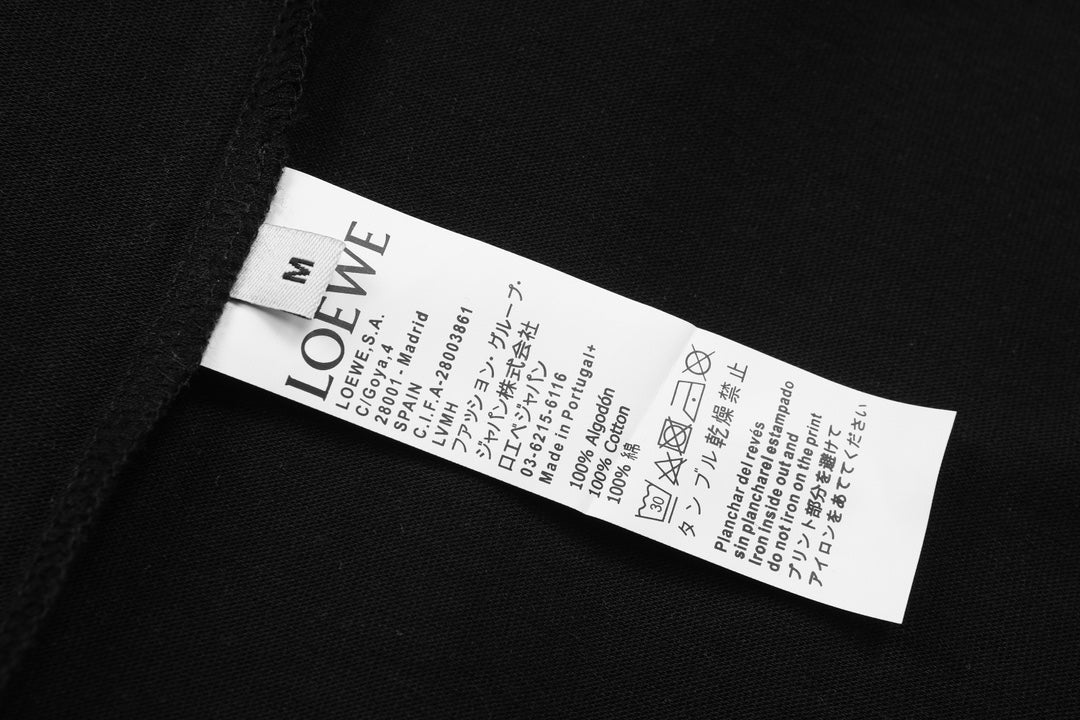 M
LOEWE
LOEWE,S.A.
C/Goya,4
28001 - Madrid
SPAIN
C.I.F.A-28003861
LVMH
ファッション・グループ.
ジャパン株式会社
ロエベジャパン
03-6215-6116
Made in Portugal+
100% Algodón
100% Cotton
100% 綿
30
タンブル乾燥禁止
Planchar del revés
sin plancharel estampado
Iron inside out and
do not iron on the print
プリント部分を避けて
アイロンをあててください